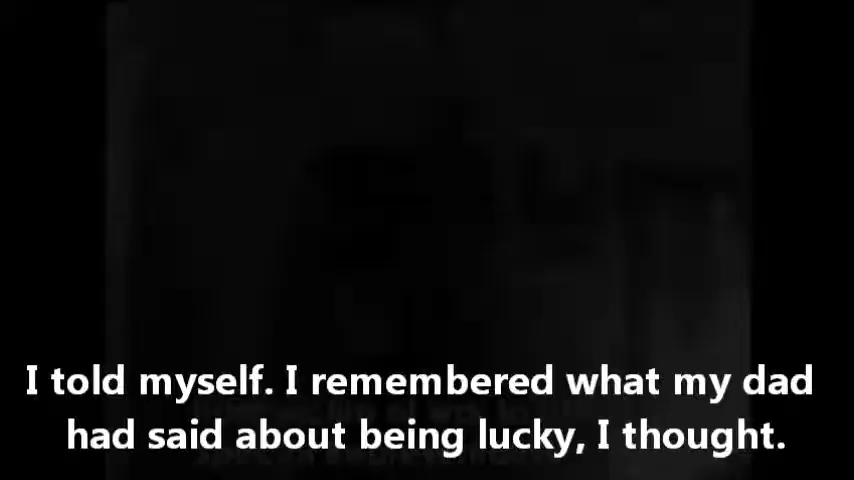 I told myself. I remembered what my dad
had said about being lucky, I thought.